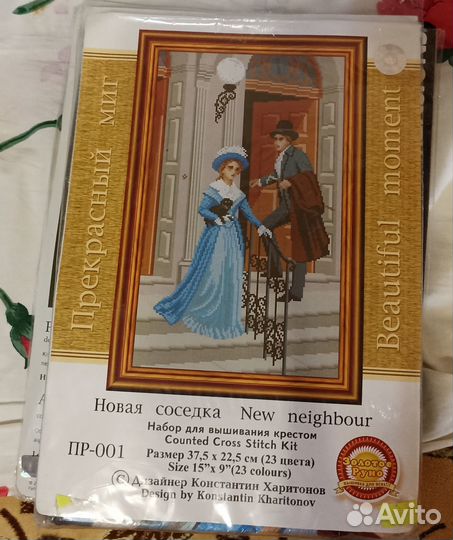 Прекрасный миг
Beautiful moment
Новая соседка New neighbour
Набор для вышивания крестом
Counted Cross Stitch Kit
ПР-001
Размер 37,5 x 22,5 см (23 цвета)
Size 15"x 9"(23 colours)
© Дизайнер Константин Харитонов
Design by Konstantin Kharitonov
Золотое
Руно
Avito